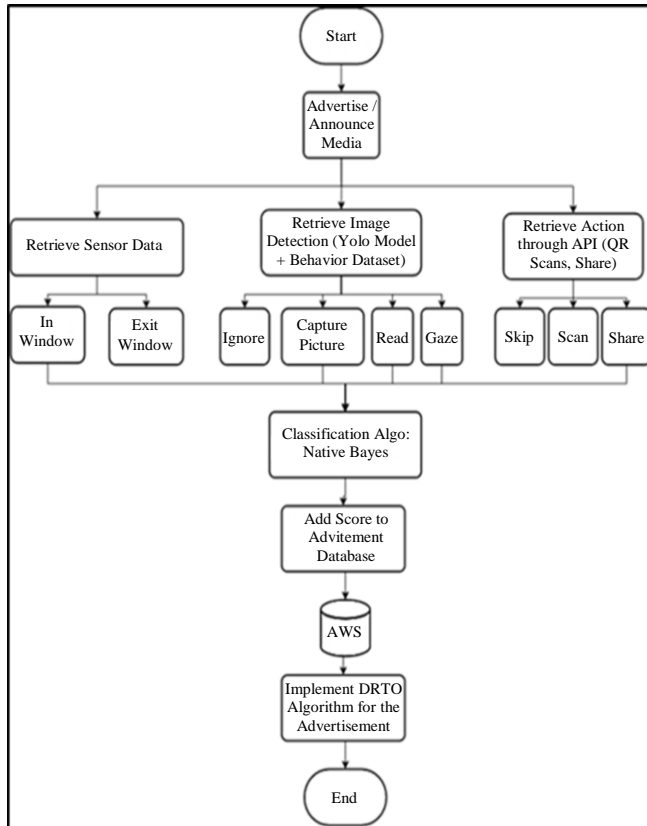 Start
Advertise /
Announce
Media
Retrieve Sensor Data
Retrieve Image
Detection (Yolo Model
+ Behavior Dataset)
Retrieve Action
through API (QR
Scans, Share)
In
Window
Exit
Window
Ignore
Capture
Picture
Read
Gaze
Skip
Scan
Share
Classification Algo:
Native Bayes
Add Score to
Advitement
Database
AWS
Implement DRTO
Algorithm for the
Advertisement
End